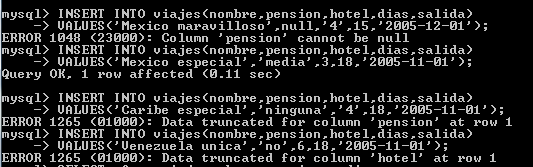 mysql> INSERT INTO viajes(nombre,pension,hotel,dias,salida)
-> VALUES('Mexico maravilloso',null,'4',15,'2005-12-01');
ERROR 1048 (23000): Column 'pension' cannot be null
mysql> INSERT INTO viajes(nombre,pension,hotel,dias,salida)
-> VALUES('Mexico especial','media',3,18,'2005-11-01');
Query OK, 1 row affected (0.11 sec)
mysql> INSERT INTO viajes(nombre,pension,hotel,dias,salida)
-> VALUES('Caribe especial','ninguna','4',18,'2005-11-01');
ERROR 1265 (01000): Data truncated for column 'pension' at row 1
mysql> INSERT INTO viajes(nombre,pension,hotel,dias,salida)
-> VALUES('Venezuela unica','no',6,18,'2005-11-01');
ERROR 1265 (01000): Data truncated for column 'hotel' at row 1